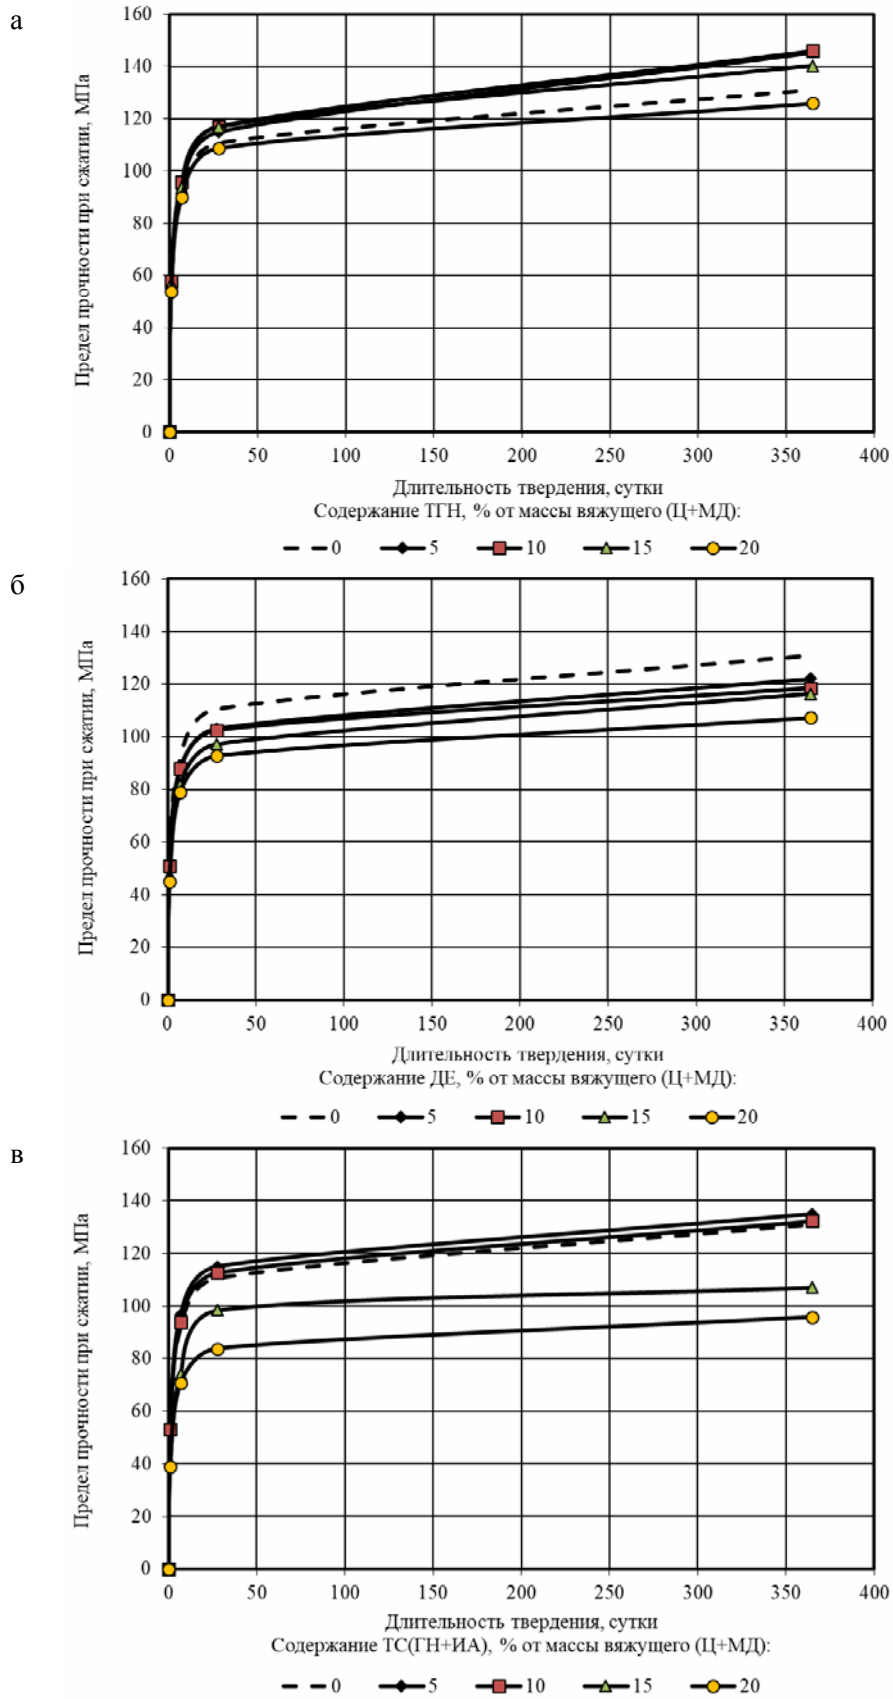 а
160
140
120
100
80
60
40
20
0
Предел прочности при сжатии, МПа
0 50 100 150 200 250 300 350 400
Длительность твердения, сутки
Содержание ТГН, % от массы вяжущего (Ц+МД):
0 5 10 15 20
б
160
140
120
100
80
60
40
20
0
Предел прочности при сжатии, МПа
0 50 100 150 200 250 300 350 400
Длительность твердения, сутки
Содержание ДЕ, % от массы вяжущего (Ц+МД):
0 5 10 15 20
в
160
140
120
100
80
60
40
20
0
Предел прочности при сжатии, МПа
0 50 100 150 200 250 300 350 400
Длительность твердения, сутки
Содержание ТС(ГН+ИА), % от массы вяжущего (Ц+МД):
0 5 10 15 20